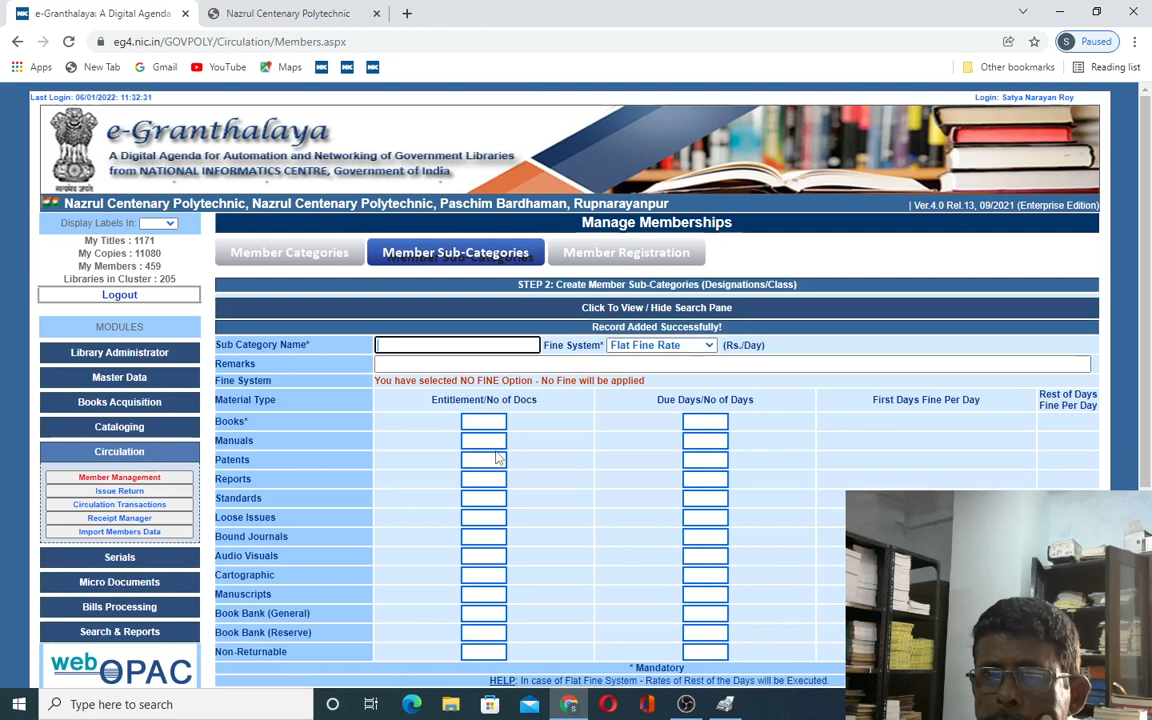 e-Granthalaya: A Digital Agenda
Nazrul Centenary Polytechnic
eg4.nic.in/GOVPOLY/Circulation/Members.aspx
S Paused
Apps New Tab Gmail YouTube Maps NIC NIC NIC Other bookmarks Reading list
Last Login: 06/01/2022: 11:32:31 Login: Satya Narayan Roy
e-Granthalaya
A Digital Agenda for Automation and Networking of Government Libraries
from NATIONAL INFORMATICS CENTRE, Government of India
Nazrul Centenary Polytechnic, Nazrul Centenary Polytechnic, Paschim Bardhaman, Rupnarayanpur | Ver.4.0 Rel.13, 09/2021 (Enterprise Edition)
Display Labels In:
My Titles : 1171
My Copies : 11080
My Members : 459
Libraries in Cluster : 205
Logout
MODULES
Library Administrator
Master Data
Books Acquisition
Cataloging
Circulation
Member Management
Issue Return
Circulation Transactions
Receipt Manager
Import Members Data
Serials
Micro Documents
Bills Processing
Search & Reports
web OPAC
Manage Memberships
Member Categories Member Sub-Categories Member Registration
STEP 2: Create Member Sub-Categories (Designations/Class)
Click To View / Hide Search Pane
Record Added Successfully!
Sub Category Name* Fine System* Flat Fine Rate (Rs./Day)
Remarks
Fine System You have selected NO FINE Option - No Fine will be applied
Material Type Entitlement/No of Docs Due Days/No of Days First Days Fine Per Day Rest of Days Fine Per Day
Books*
Manuals
Patents
Reports
Standards
Loose Issues
Bound Journals
Audio Visuals
Cartographic
Manuscripts
Book Bank (General)
Book Bank (Reserve)
Non-Returnable
* Mandatory
HELP: In case of Flat Fine System - Rates of Rest of the Days will be Executed.
Type here to search